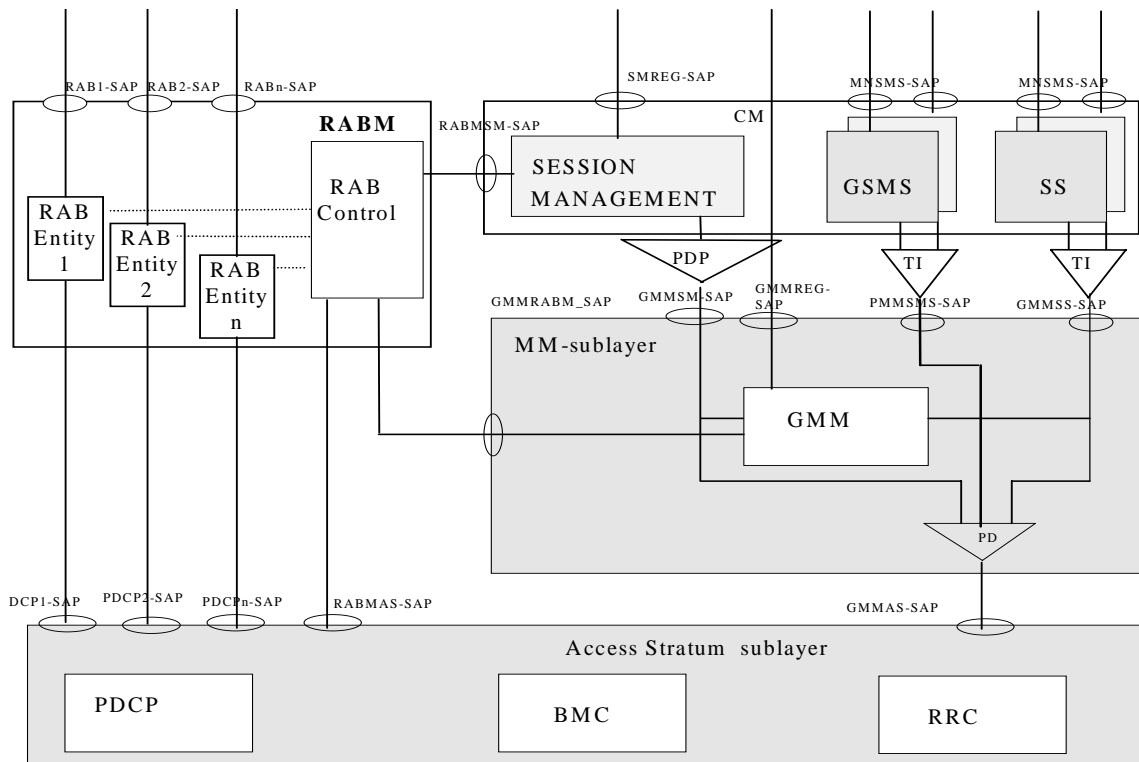 RAB1-SAP
RAB2-SAP
RABn-SAP
SMREG-SAP
MNSMS-SAP
MNSMS-SAP
RABM
RABMSM-SAP
CM
RAB
Control
SESSION
MANAGEMENT
GSMS
SS
RAB
Entity
1
RAB
Entity
2
RAB
Entity
n
PDP
TI
TI
GMMRABM_SAP
GMMSM-SAP
GMMREG-
SAP
PMMSMS-SAP
GMMSS-SAP
MM-sublayer
GMM
PD
DCP1-SAP
PDCP2-SAP
PDCPn-SAP
RABMAS-SAP
GMMAS-SAP
Access Stratum sublayer
PDCP
BMC
RRC